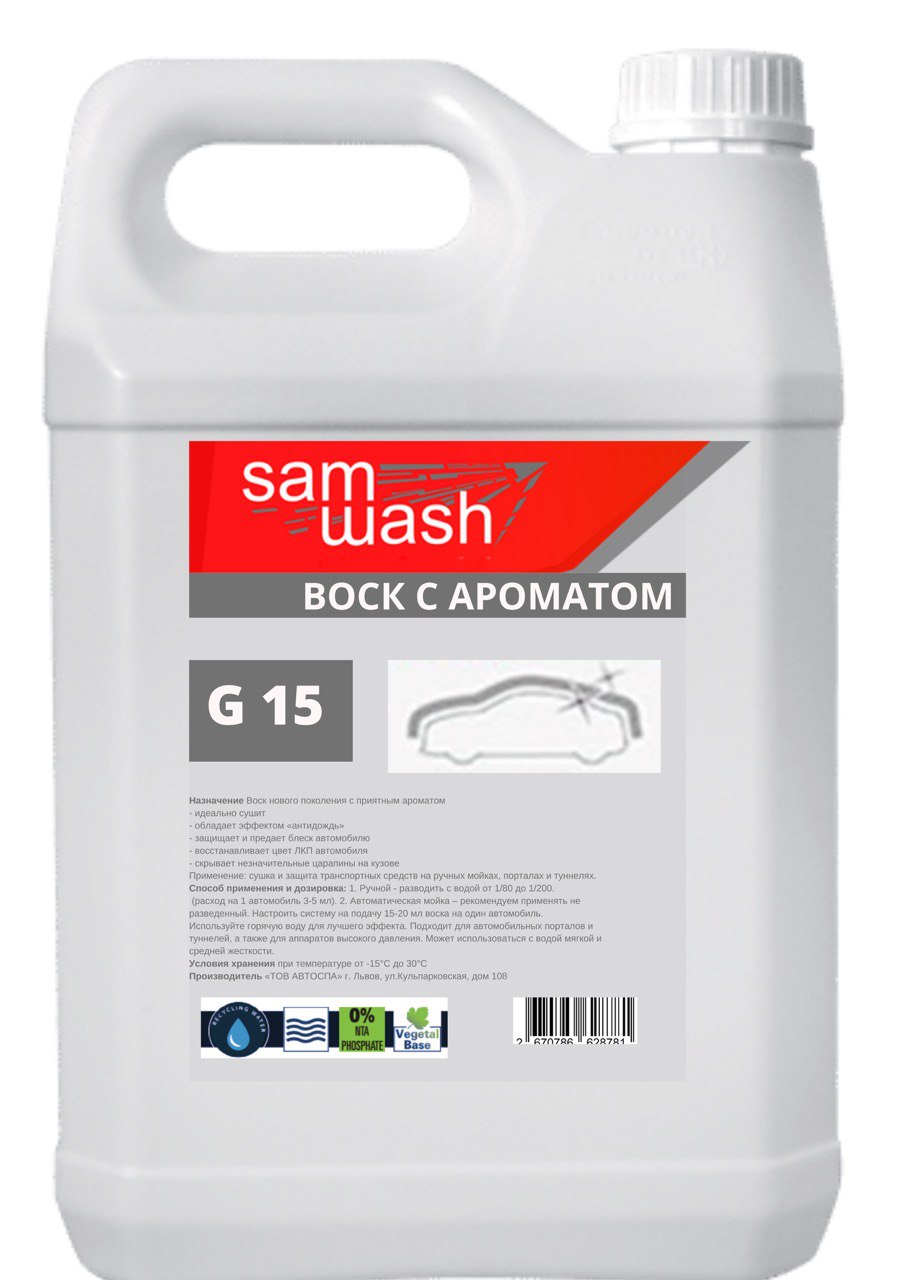 sam
wash
ВОСК С АРОМАТОМ
G 15
Назначение Воск нового поколения с приятным ароматом
- идеально сушит
- обладает эффектом «антидождь»
- защищает и предает блеск автомобилю
- восстанавливает цвет ЛКП автомобиля
- скрывает незначительные царапины на кузове
Применение: сушка и защита транспортных средств на ручных мойках, порталах и туннелях.
Способ применения и дозировка: 1. Ручной - разводить с водой от 1/80 до 1/200.
(расход на 1 автомобиль 3-5 мл). 2. Автоматическая мойка – рекомендуем применять не
разведенный. Настроить систему на подачу 15-20 мл воска на один автомобиль.
Используйте горячую воду для лучшего эффекта. Подходит для автомобильных порталов и
туннелей, а также для аппаратов высокого давления. Может использоваться с водой мягкой и
средней жесткости.
Условия хранения при температуре от -15°C до 30°C
Производитель «ТОВ АВТОСПА» г. Львов, ул.Кульпарковская, дом 108
RECYCLING WATER
0%
NTA
PHOSPHATE
Vegetal
Base
2 670786 628781